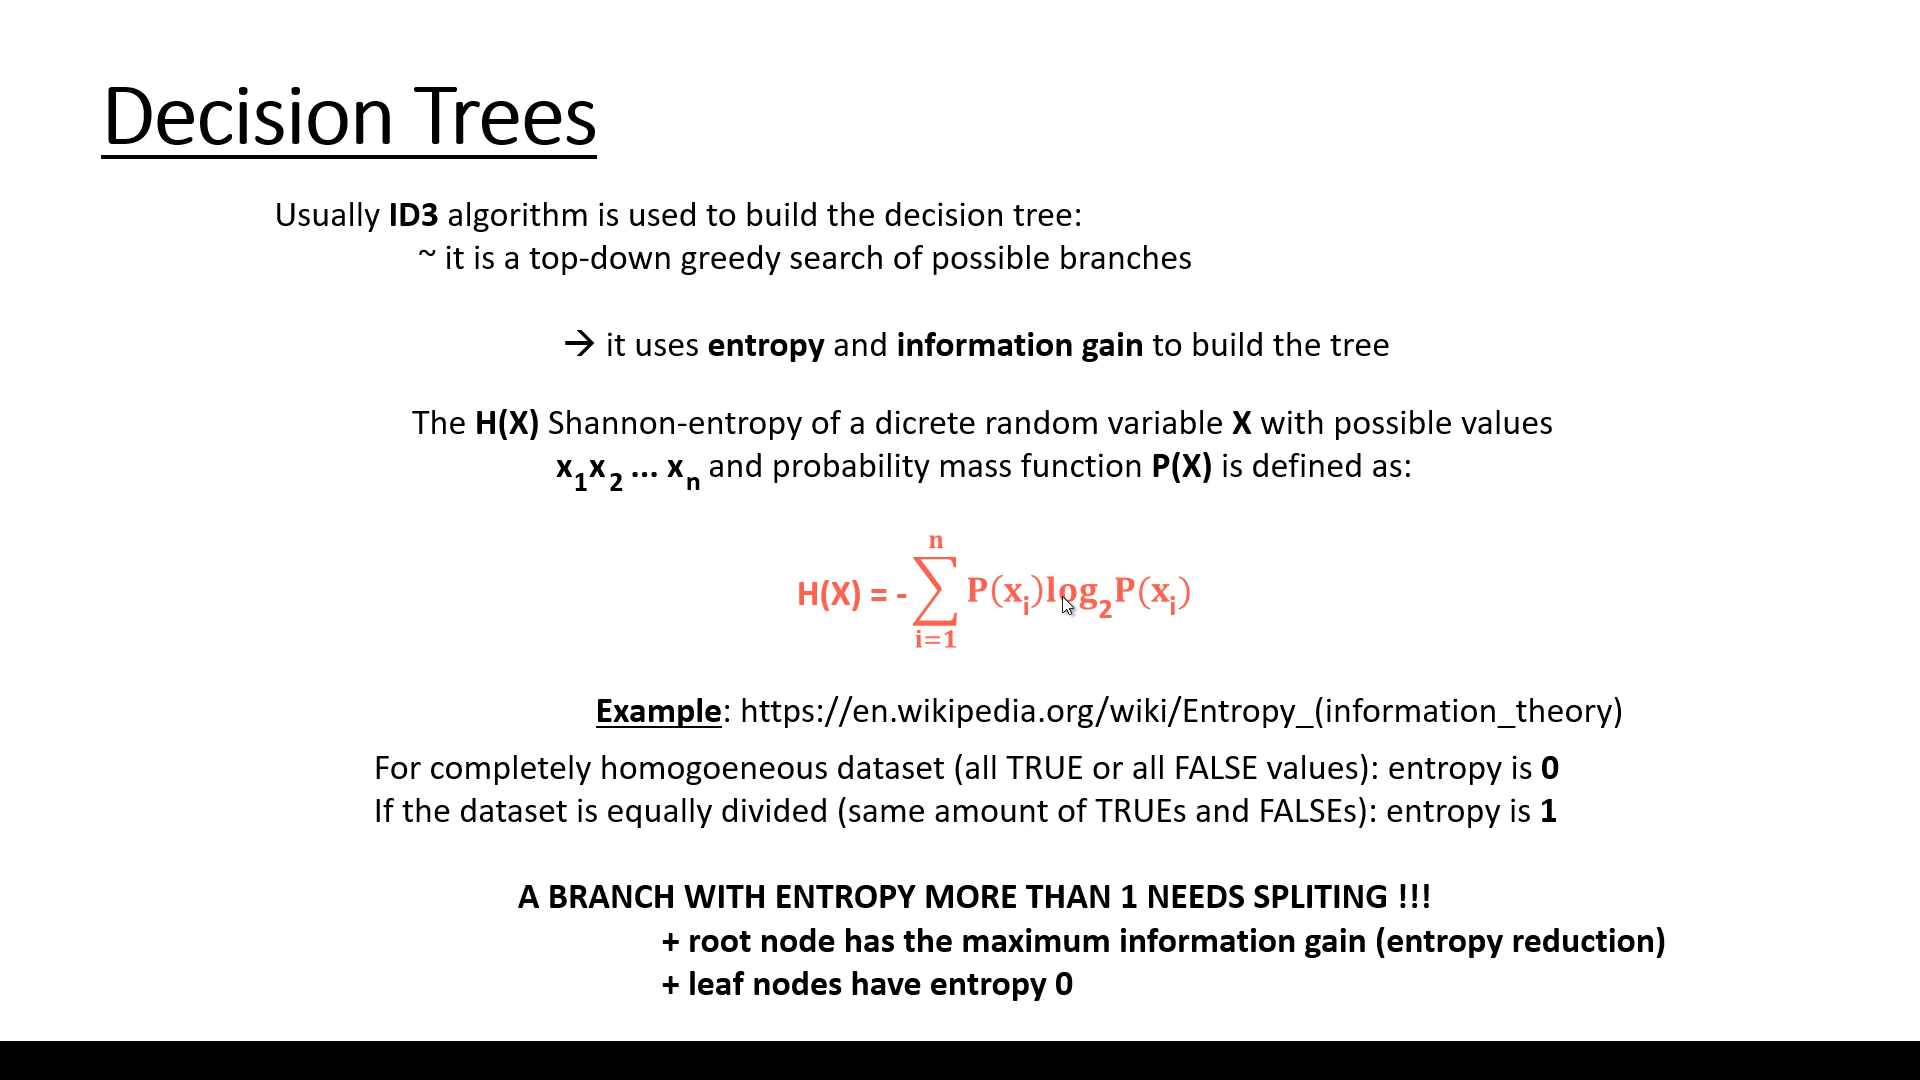 Decision Trees
Usually ID3 algorithm is used to build the decision tree:
~ it is a top-down greedy search of possible branches
→ it uses entropy and information gain to build the tree
The H(X) Shannon-entropy of a dicrete random variable X with possible values
x₁x₂ ... xₙ and probability mass function P(X) is defined as:
H(X) = - ∑ⁿᵢ₌₁ P(xᵢ)log₂P(xᵢ)
Example: https://en.wikipedia.org/wiki/Entropy_(information_theory)
For completely homogoeneous dataset (all TRUE or all FALSE values): entropy is 0
If the dataset is equally divided (same amount of TRUEs and FALSEs): entropy is 1
A BRANCH WITH ENTROPY MORE THAN 1 NEEDS SPLITING !!!
+ root node has the maximum information gain (entropy reduction)
+ leaf nodes have entropy 0